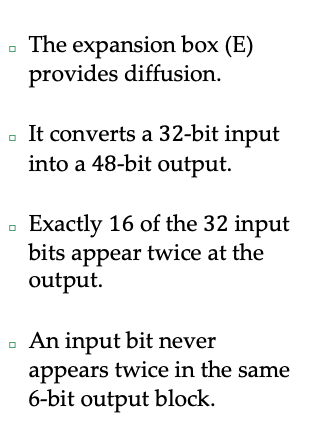 The expansion box (E)
provides diffusion.
It converts a 32-bit input
into a 48-bit output.
Exactly 16 of the 32 input
bits appear twice at the
output.
An input bit never
appears twice in the same
6-bit output block.